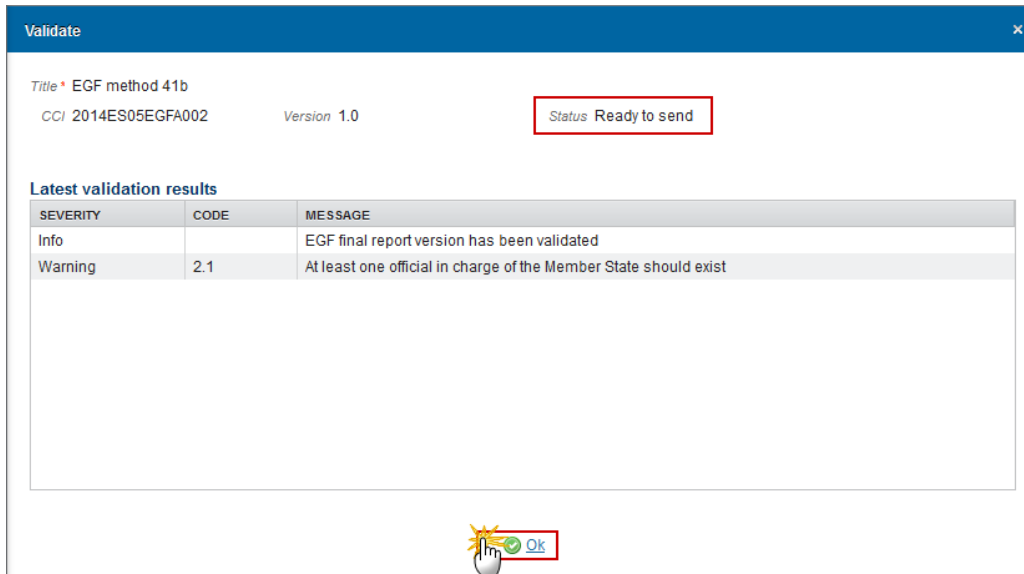 Validate ×
Title * EGF method 41b
CCI 2014ES05EGFA002 Version 1.0 Status Ready to send
Latest validation results
SEVERITY CODE MESSAGE
Info EGF final report version has been validated
Warning 2.1 At least one official in charge of the Member State should exist
Ok